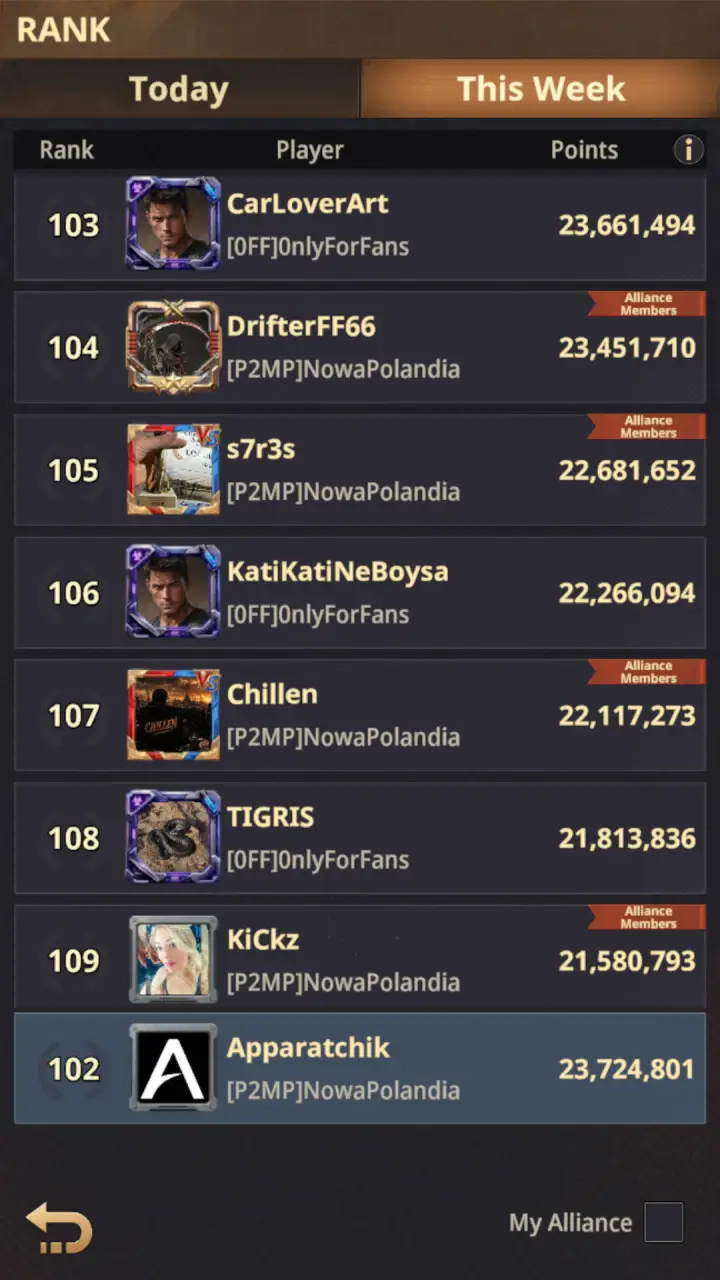 RANK
Today
This Week
Rank Player Points i
103
CarLoverArt
[0FF]0nlyForFans
23,661,494
Alliance
Members
104
DrifterFF66
[P2MP]NowaPolandia
23,451,710
Alliance
Members
105
s7r3s
[P2MP]NowaPolandia
22,681,652
106
KatiKatiNeBoysa
[0FF]0nlyForFans
22,266,094
Alliance
Members
107
CHILLEN
Chillen
[P2MP]NowaPolandia
22,117,273
108
TIGRIS
[0FF]0nlyForFans
21,813,836
Alliance
Members
109
KiCkz
[P2MP]NowaPolandia
21,580,793
102
A
Apparatchik
[P2MP]NowaPolandia
23,724,801
My Alliance